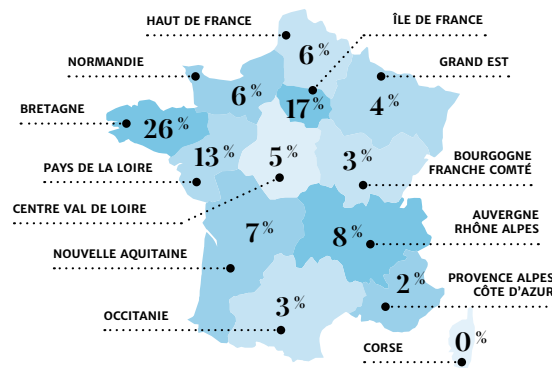 HAUT DE FRANCE
6 %
ÎLE DE FRANCE
17 %
NORMANDIE
6 %
GRAND EST
4 %
BRETAGNE
26 %
PAYS DE LA LOIRE
13 %
CENTRE VAL DE LOIRE
5 %
BOURGOGNE
FRANCHE COMTÉ
3 %
NOUVELLE AQUITAINE
7 %
AUVERGNE
RHÔNE ALPES
8 %
OCCITANIE
3 %
PROVENCE ALPES
CÔTE D'AZUR
2 %
CORSE
0 %